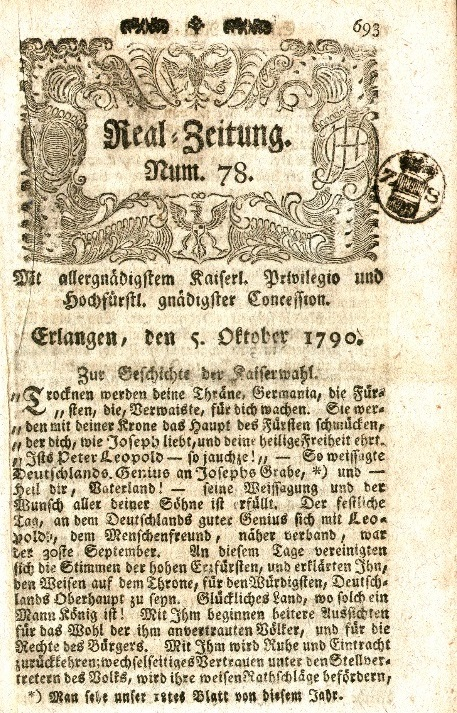 693
Real-Zeitung.
Num. 78.
Z S
Mit allergnädigstem Kaiserl. Privilegio und
Hochfürstl. gnädigster Concession.
Erlangen, den 5. Oktober 1790.
Zur Geschichte der Kaiserwahl.
„Trocknen werden deine Thräne, Germania, die Für-
„sten, die, Verwaiste, für dich wachen. Sie wer-
„den mit deiner Krone das Haupt des Fürsten schmücken,
„der dich, wie Joseph liebt, und deine heilige Freiheit ehrt.
„Ists Peter Leopold — so jauchze!„ — So weissagte
Deutschlands Genius an Josephs Grabe, *) und —
Heil dir, Vaterland! — seine Weissagung und der
Wunsch aller deiner Söhne ist erfüllt. Der festliche
Tag, an dem Deutschlands guter Genius sich mit Leo-
pold, dem Menschenfreund, näher verband, war
der 30ste September. An diesem Tage vereinigten
sich die Stimmen der hohen Erzfürsten, und erklärten Ihn,
den Weisen auf dem Throne, für den Würdigsten, Deutsch-
lands Oberhaupt zu seyn. Glückliches Land, wo solch ein
Mann König ist! Mit Ihm beginnen heitere Aussichten
für das Wohl der ihm anvertrauten Völker, und für die
Rechte des Bürgers. Mit Ihm wird Ruhe und Eintracht
zurückkehren; wechselseitiges Vertrauen unter den Stellver-
tretern des Volks, wird ihre weisen Rathschläge befördern,
*) Man sehe unser 18tes Blatt von diesem Jahr.